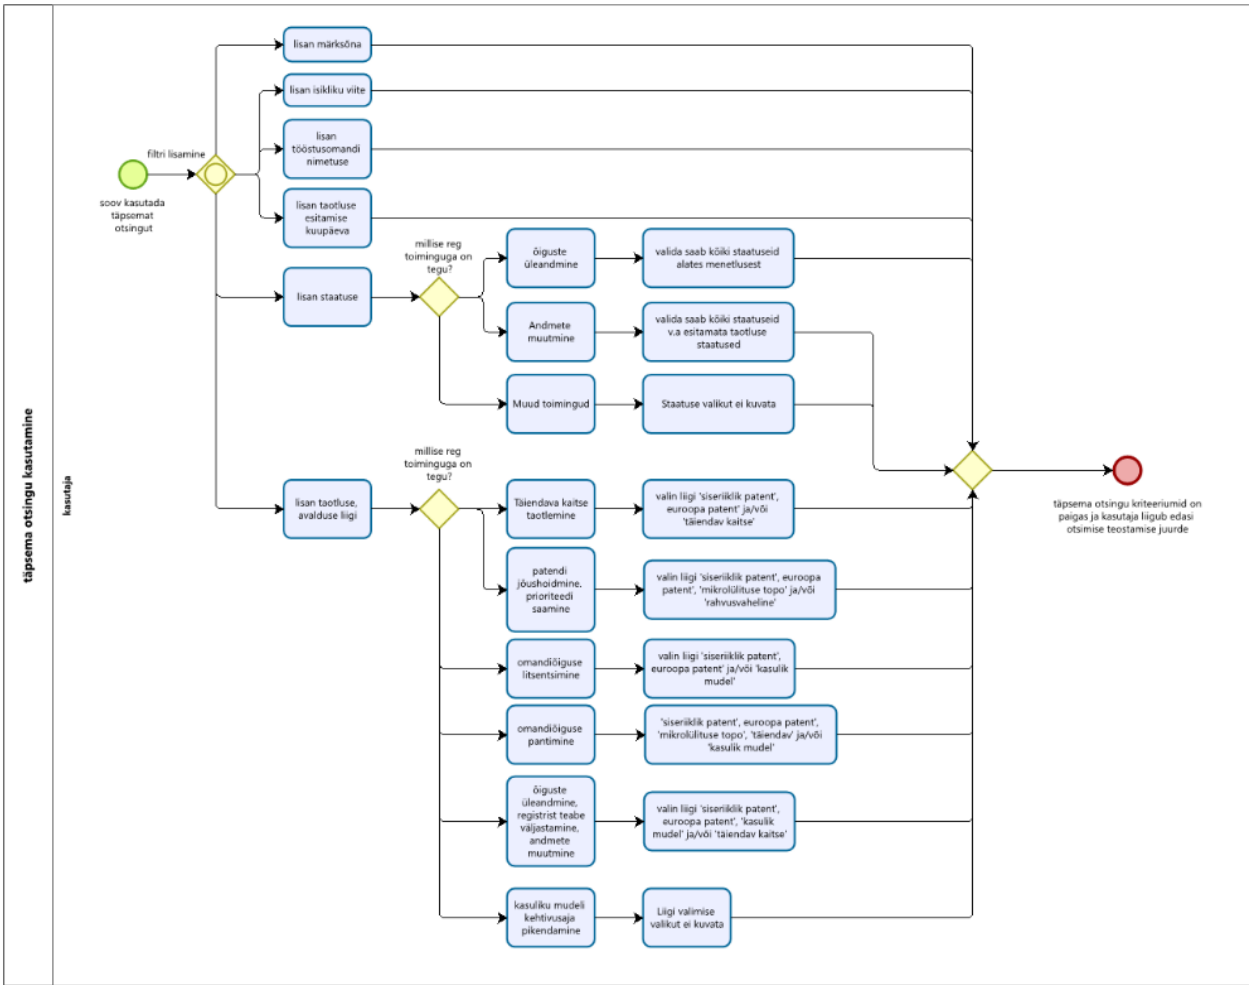 täpsema otsingu kasutamine
kasutaja
soov kasutada
täpsemat
otsingut
filtri lisamine
lisan märksõna
lisan isikliku viite
lisan
tööstusomandi
nimetuse
lisan taotluse
esitamise
kuupäeva
lisan staatuse
millise reg
toiminguga on
tegu?
õiguste
üleandmine
valida saab kõiki staatuseid
alates menetlusest
Andmete
muutmine
valida saab kõiki staatuseid
v.a esitamata taotluse
staatused
Muud toimingud
Staatuse valikut ei kuvata
lisan taotluse,
avalduse liigi
millise reg
toiminguga on
tegu?
Täiendava kaitse
taotlemine
valin liigi 'siseriiklik patent',
euroopa patent' ja/või
'täiendav kaitse'
patendi
jõushoidmine,
prioriteedi
saamine
valin liigi 'siseriiklik patent', euroopa
patent', 'mikrolülituse topo' ja/või
'rahvusvaheline'
omandiõiguse
litsentsimine
valin liigi 'siseriiklik patent',
euroopa patent' ja/või 'kasulik
mudel'
omandiõiguse
pantimine
'siseriiklik patent', euroopa patent',
'mikrolülituse topo', 'täiendav' ja/või
'kasulik mudel'
õiguste
üleandmine,
registrist teabe
väljastamine,
andmete
muutmine
valin liigi 'siseriiklik patent',
euroopa patent', 'kasulik
mudel' ja/või 'täiendav kaitse'
kasuliku mudeli
kehtivusaja
pikendamine
Liigi valimise
valikut ei kuvata
täpsema otsingu kriteeriumid on
paigas ja kasutaja liigub edasi
otsimise teostamise juurde